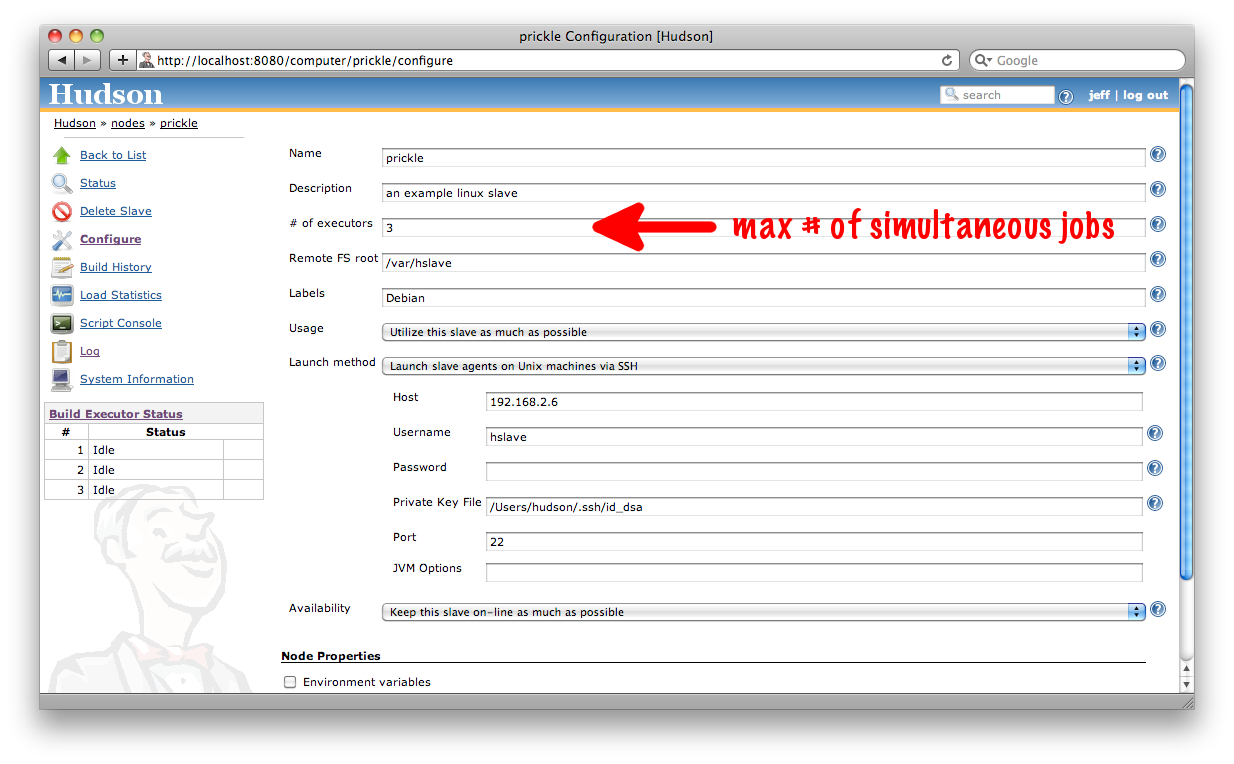 prickle Configuration [Hudson]
http://localhost:8080/computer/prickle/configure
Google
Hudson
search
jeff | log out
Hudson » nodes » prickle
Back to List
Status
Delete Slave
Configure
Build History
Load Statistics
Script Console
Log
System Information
Build Executor Status
# Status
1 Idle
2 Idle
3 Idle
Name prickle
Description an example linux slave
# of executors 3
max # of simultaneous jobs
Remote FS root /var/hslave
Labels Debian
Usage Utilize this slave as much as possible
Launch method Launch slave agents on Unix machines via SSH
Host 192.168.2.6
Username hslave
Password
Private Key File /Users/hudson/.ssh/id_dsa
Port 22
JVM Options
Availability Keep this slave on-line as much as possible
Node Properties
Environment variables